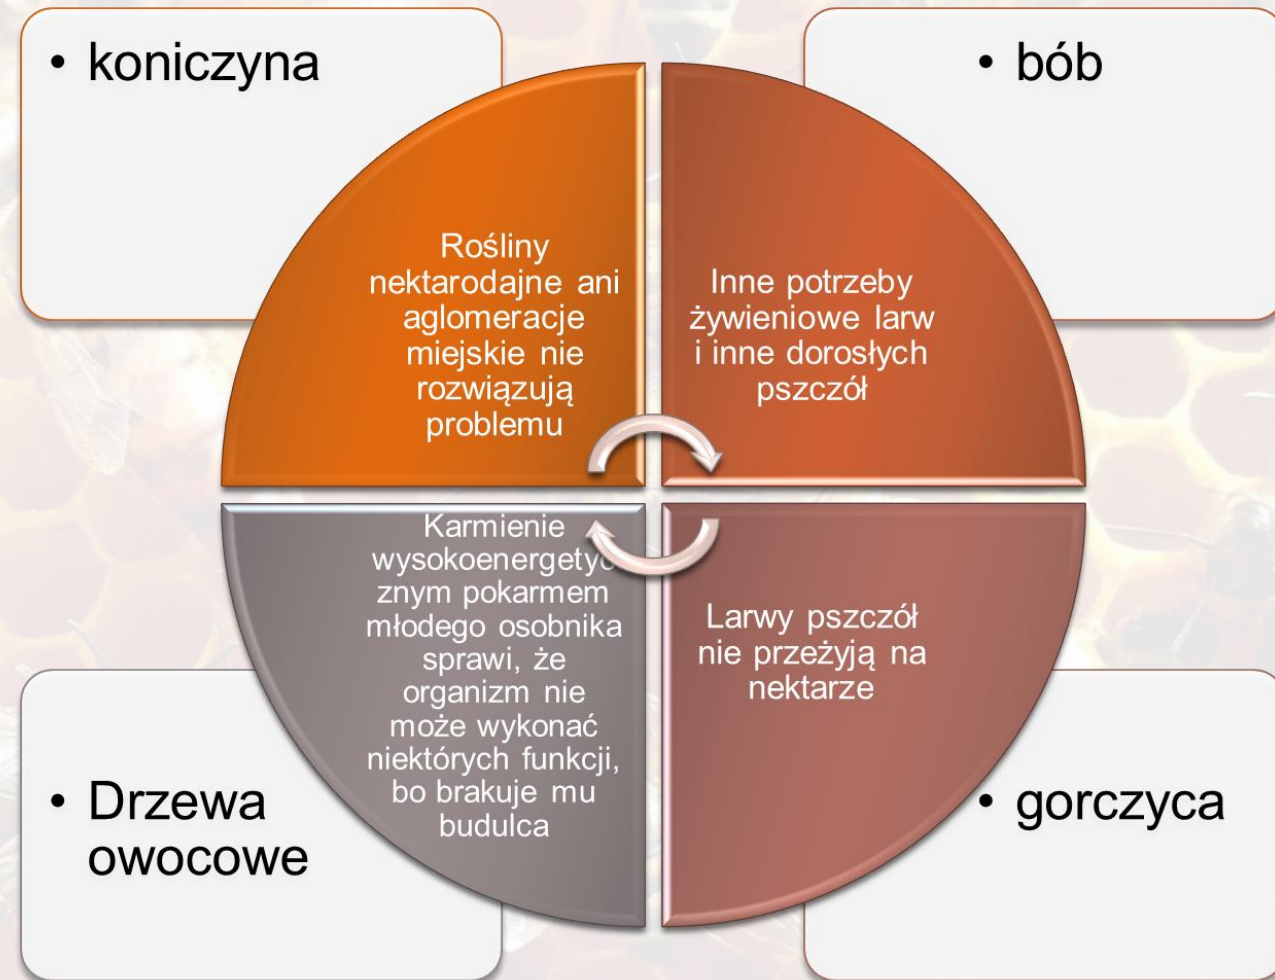 • koniczyna
• bób
Rośliny
nektarodajne ani
aglomeracje
miejskie nie
rozwiązują
problemu
Inne potrzeby
żywieniowe larw
i inne dorosłych
pszczół
Karmienie
wysokoenergetyc
znym pokarmem
młodego osobnika
sprawi, że
organizm nie
może wykonać
niektórych funkcji,
bo brakuje mu
budulca
Larwy pszczół
nie przeżyją na
nektarze
• Drzewa
owocowe
• gorczyca